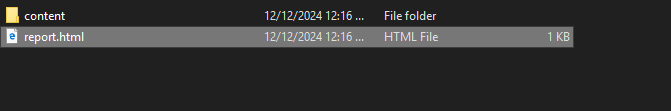 content 12/12/2024 12:16 ... File folder
report.html 12/12/2024 12:16 ... HTML File 1 KB